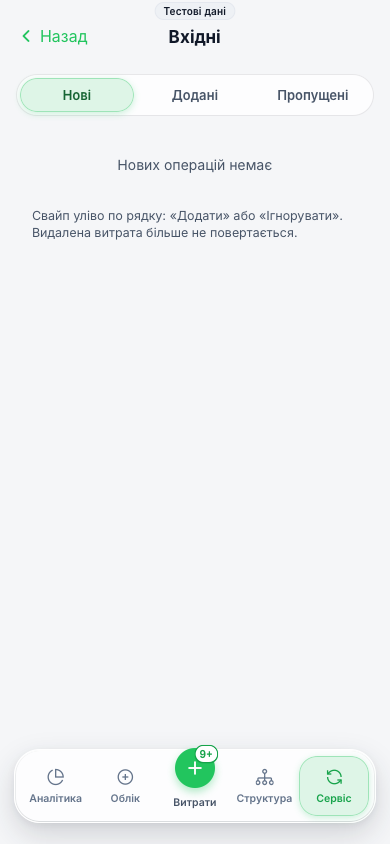 Тестові дані
Назад
Вхідні
Нові
Додані
Пропущені
Нових операцій немає
Свайп уліво по рядку: «Додати» або «Ігнорувати».
Видалена витрата більше не повертається.
9+
Аналітика
Облік
Витрати
Структура
Сервіс